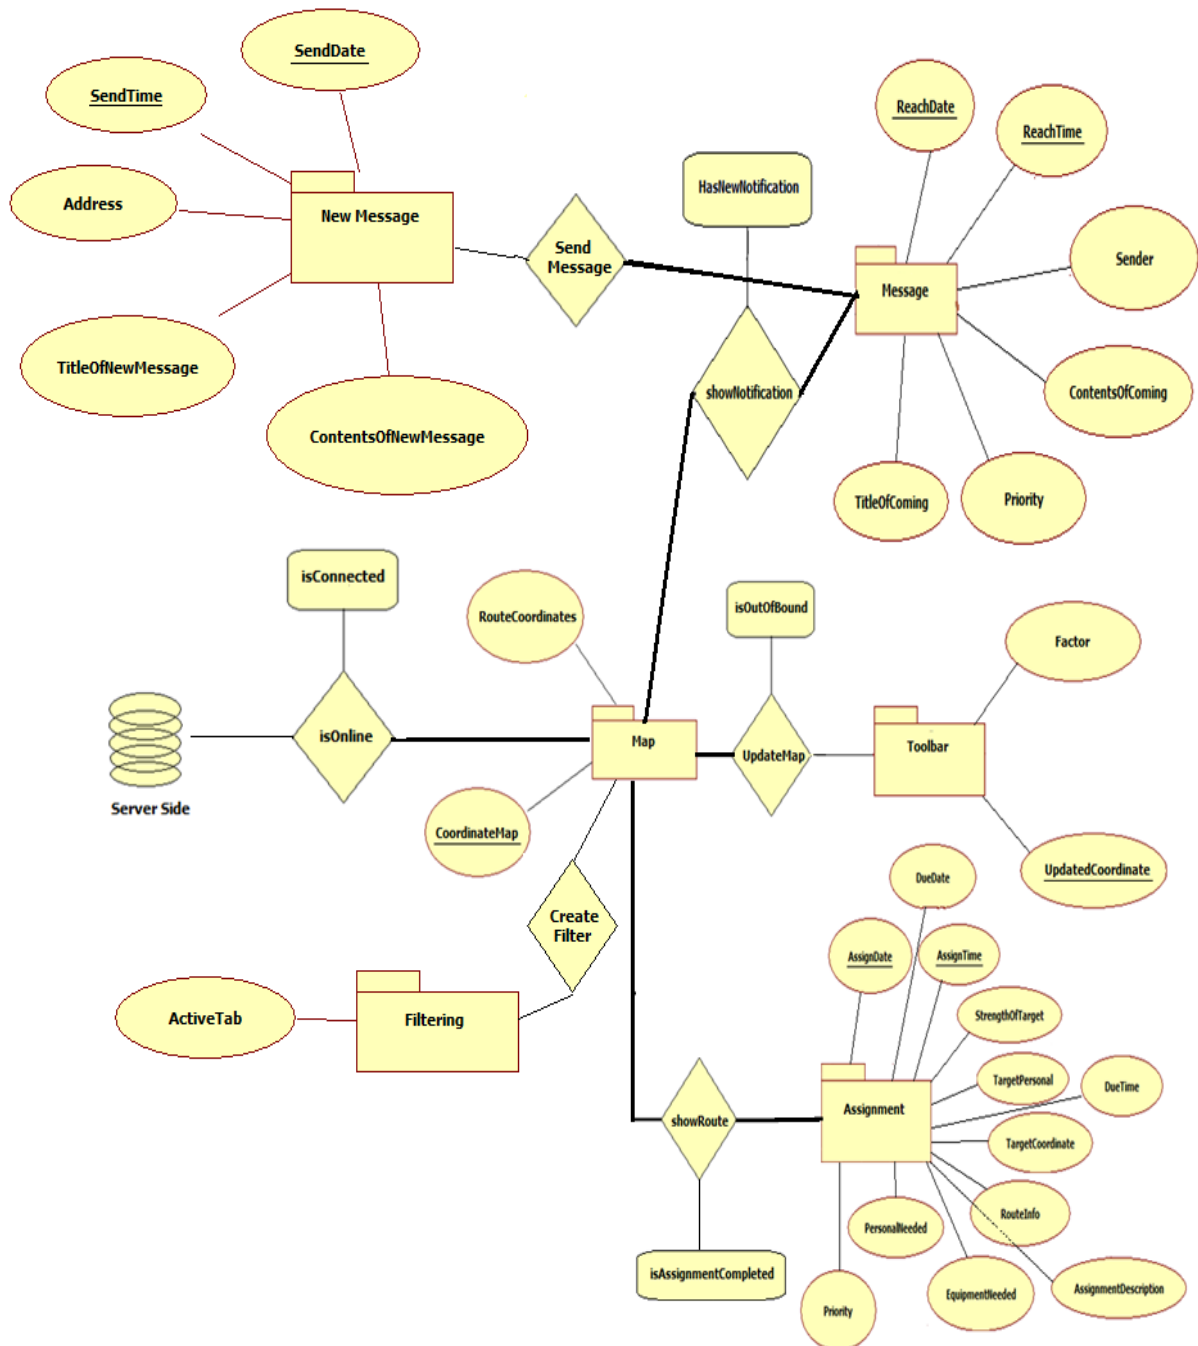 SendDate
SendTime
ReachDate
ReachTime
HasNewNotification
Address
New Message
Send
Message
Sender
Message
TitleOfNewMessage
showNotification
ContentsOfComing
ContentsOfNewMessage
TitleOfComing
Priority
isConnected
RouteCoordinates
isOutOfBound
Factor
isOnline
Map
UpdateMap
Toolbar
Server Side
CoordinateMap
UpdatedCoordinate
DueDate
Create
Filter
AssignDate
AssignTime
ActiveTab
Filtering
StrengthOfTarget
TargetPersonal
DueTime
Assignment
showRoute
TargetCoordinate
RouteInfo
PersonalNeeded
isAssignmentCompleted
AssignmentDescription
EquipmentNeeded
Priority